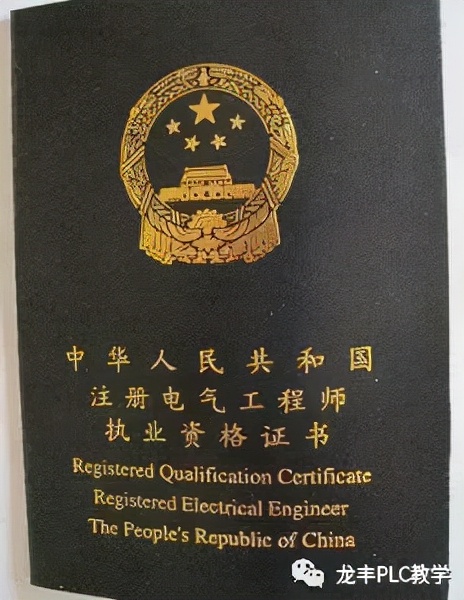 中华人民共和国
注册电气工程师
执业资格证书
Registered Qualification Certificate
Registered Electrical Engineer
The People's Republic of China
龙丰PLC教学